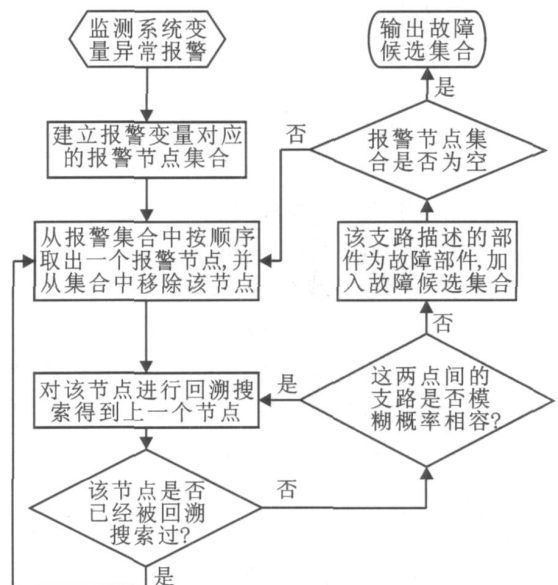 监测系统变
量异常报警
输出故障
候选集合
是
建立报警变量对应
的报警节点集合
否
报警节点集
合是否为空
从报警集合中按顺序
取出一个报警节点,并
从集合中移除该节点
该支路描述的部
件为故障部件,加
入故障候选集合
否
对该节点进行回溯搜
索得到上一个节点
是
这两点间的
支路是否模
糊概率相容?
该节点是否
已经被回溯
搜索过?
否
是